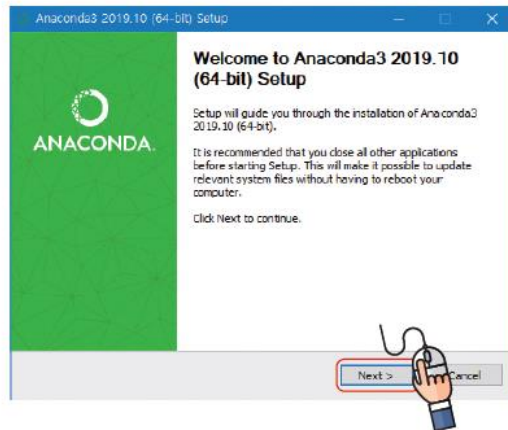 Anaconda3 2019.10 (64-bit) Setup
ANACONDA.
Welcome to Anaconda3 2019.10
(64-bit) Setup
Setup will guide you through the installation of Anaconda3
2019.10 (64-bit).
It is recommended that you close all other applications
before starting Setup. This will make it possible to update
relevant system files without having to reboot your
computer.
Click Next to continue.
Next >
Cancel